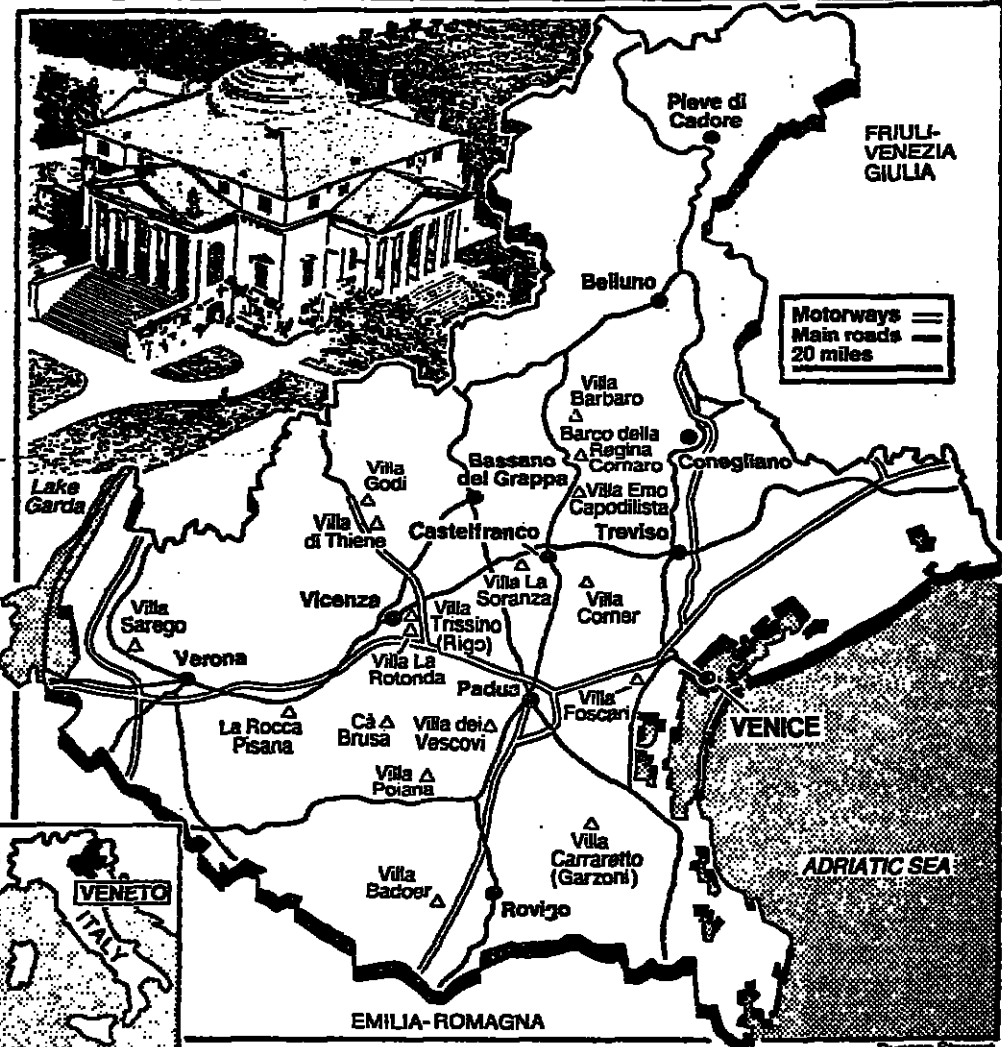 Pieve di
Cadore
FRIULI-
VENEZIA
GIULIA
Belluno
Motorways
Main roads
20 miles
Villa
Barbaro
Barco della
Regina
Cornaro
Conegliano
Bassano
del Grappa
Villa Emo
Capodilista
Lake
Garda
Villa
Godi
Villa
di Thiene
Castelfranco
Treviso
Villa La
Soranza
Villa
Corner
Vicenza
Villa
Trissino
(Rigo)
Villa
Sarego
Verona
Villa La
Rotonda
Padua
Villa
Foscari
VENICE
La Rocca
Pisana
Cà
Brusa
Villa dei
Vescovi
Villa
Poiana
Villa
Carraretto
(Garzoni)
Villa
Badoer
Rovigo
ADRIATIC SEA
VENETO
ITALY
EMILIA-ROMAGNA
Duncan Stewart